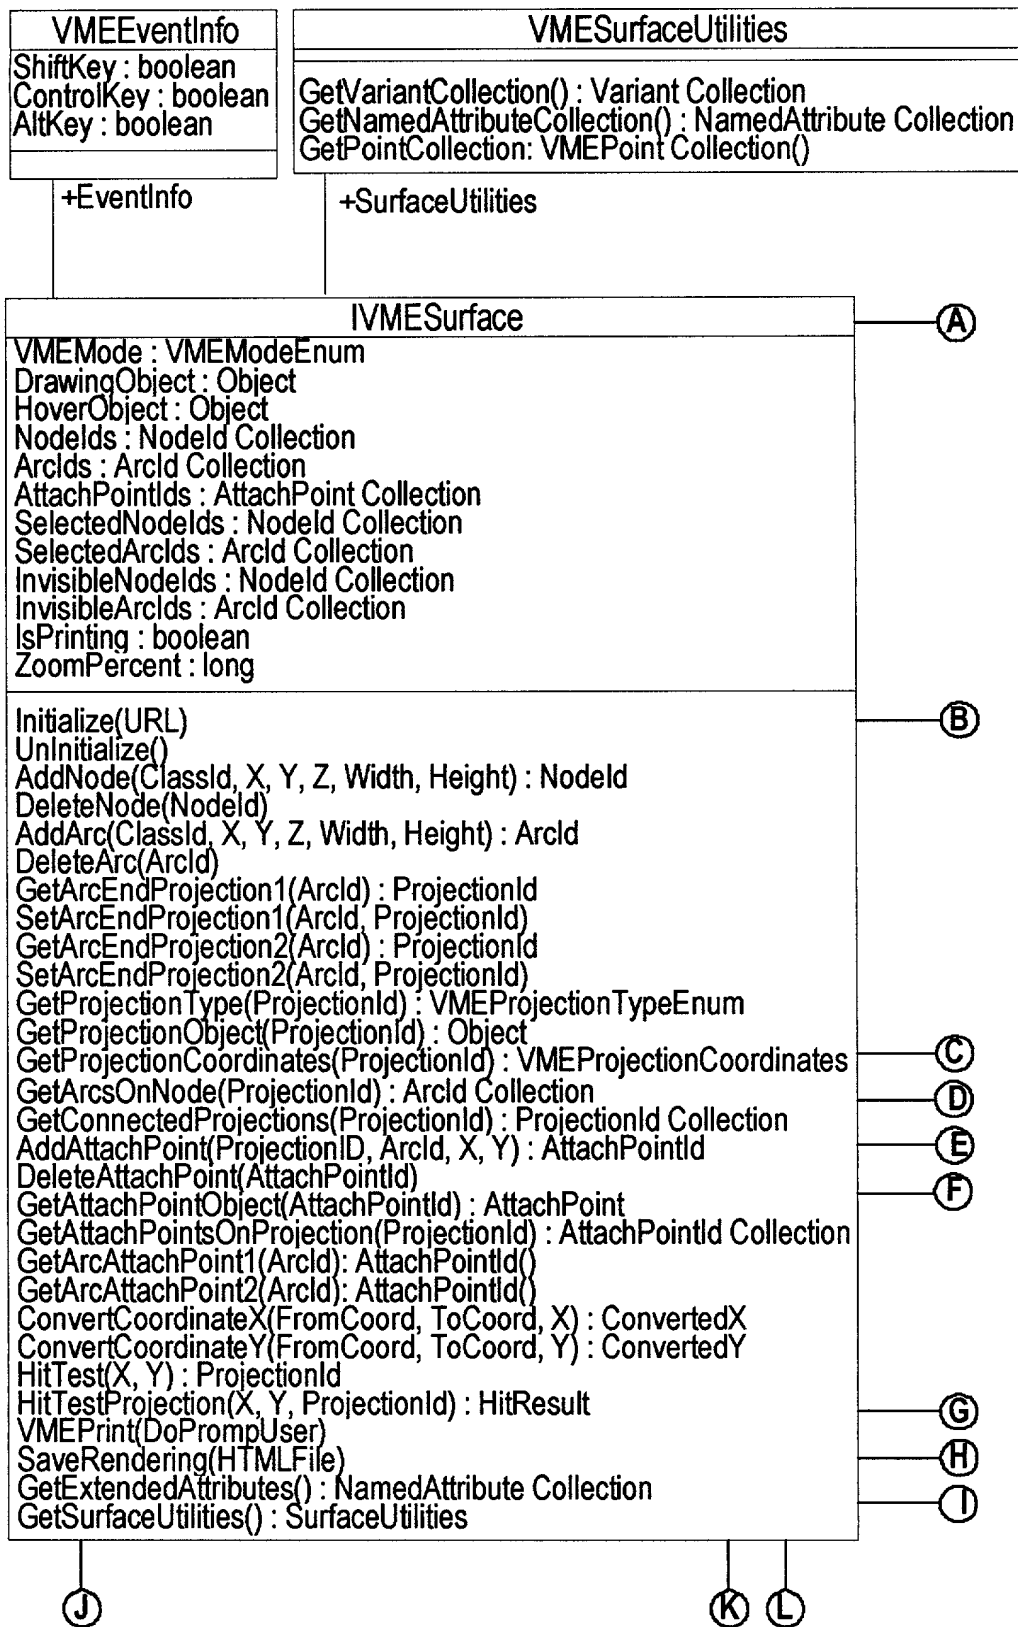 VMEEventInfo
ShiftKey : boolean
ControlKey : boolean
AltKey : boolean
VMESurfaceUtilities
GetVariantCollection() : Variant Collection
GetNamedAttributeCollection() : NamedAttribute Collection
GetPointCollection: VMEPoint Collection()
+EventInfo
+SurfaceUtilities
IVMESurface
A
VMEMode : VMEModeEnum
DrawingObject : Object
HoverObject : Object
NodeIds : NodeId Collection
ArcIds : ArcId Collection
AttachPointIds : AttachPoint Collection
SelectedNodeIds : NodeId Collection
SelectedArcIds : ArcId Collection
InvisibleNodeIds : NodeId Collection
InvisibleArcIds : ArcId Collection
IsPrinting : boolean
ZoomPercent : long
Initialize(URL)
B
UnInitialize()
AddNode(ClassId, X, Y, Z, Width, Height) : NodeId
DeleteNode(NodeId)
AddArc(ClassId, X, Y, Z, Width, Height) : ArcId
DeleteArc(ArcId)
GetArcEndProjection1(ArcId) : ProjectionId
SetArcEndProjection1(ArcId, ProjectionId)
GetArcEndProjection2(ArcId) : ProjectionId
SetArcEndProjection2(ArcId, ProjectionId)
GetProjectionType(ProjectionId) : VMEProjectionTypeEnum
GetProjectionObject(ProjectionId) : Object
GetProjectionCoordinates(ProjectionId) : VMEProjectionCoordinates
C
GetArcsOnNode(ProjectionId) : ArcId Collection
D
GetConnectedProjections(ProjectionId) : ProjectionId Collection
AddAttachPoint(ProjectionID, ArcId, X, Y) : AttachPointId
E
DeleteAttachPoint(AttachPointId)
GetAttachPointObject(AttachPointId) : AttachPoint
F
GetAttachPointsOnProjection(ProjectionId) : AttachPointId Collection
GetArcAttachPoint1(ArcId): AttachPointId()
GetArcAttachPoint2(ArcId): AttachPointId()
ConvertCoordinateX(FromCoord, ToCoord, X) : ConvertedX
ConvertCoordinateY(FromCoord, ToCoord, Y) : ConvertedY
HitTest(X, Y) : ProjectionId
HitTestProjection(X, Y, ProjectionId) : HitResult
G
VMEPrint(DoPrompUser)
SaveRendering(HTMLFile)
H
GetExtendedAttributes() : NamedAttribute Collection
I
GetSurfaceUtilities() : SurfaceUtilities
J
K
L